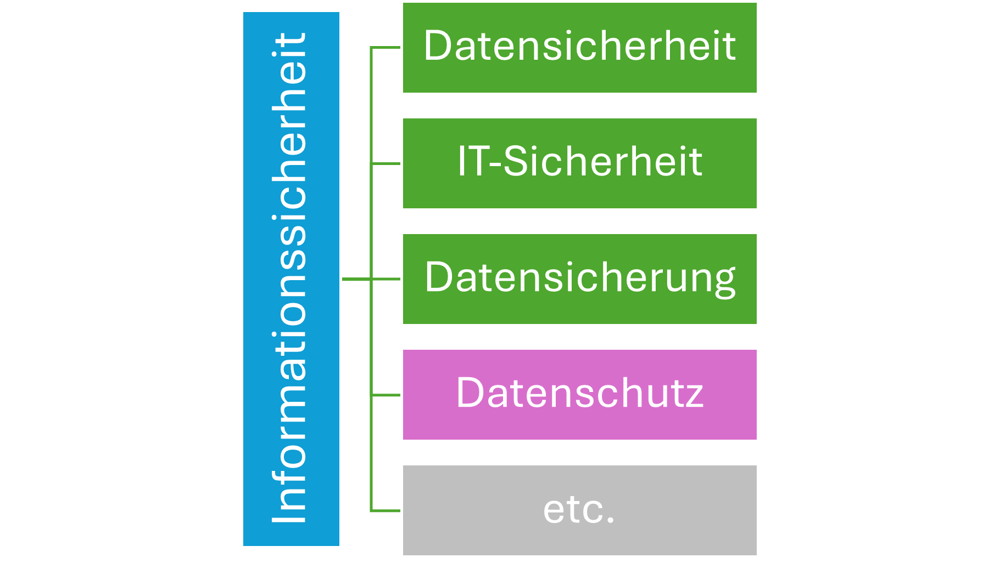 Informationssicherheit
Datensicherheit
IT-Sicherheit
Datensicherung
Datenschutz
etc.